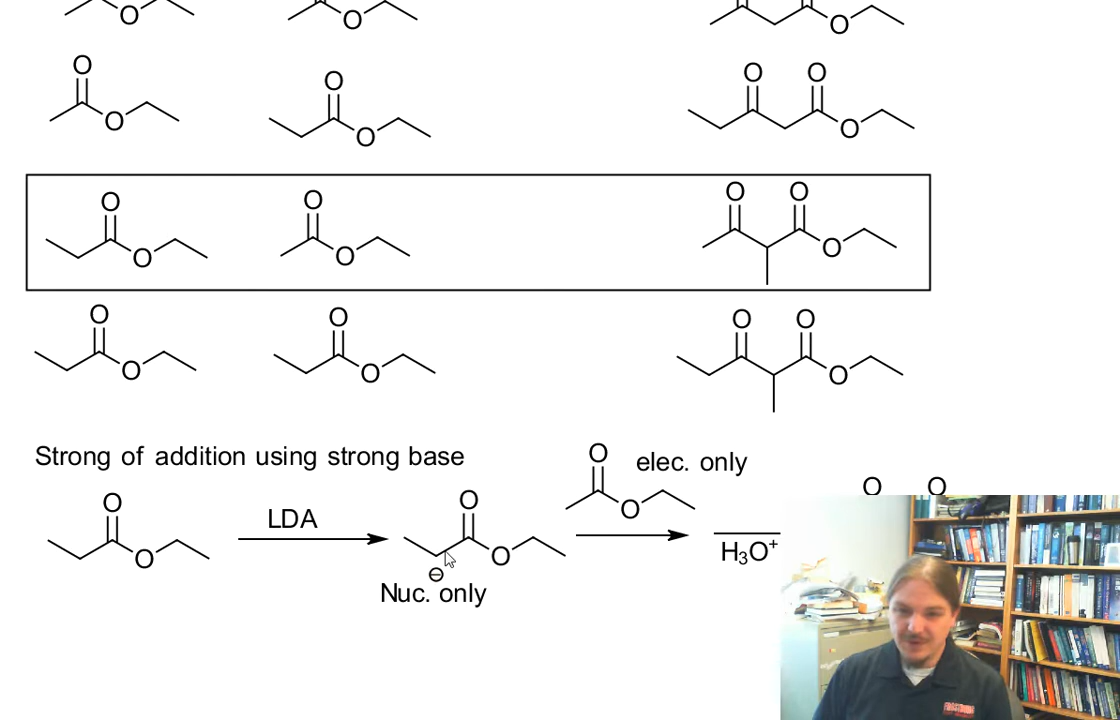 O O O
O O O O
O O O O
O O O O
O O O O
O O O O
O O O O
Strong of addition using strong base
O elec. only
O O O O
LDA O
O O H₃O⁺
⊖
Nuc. only